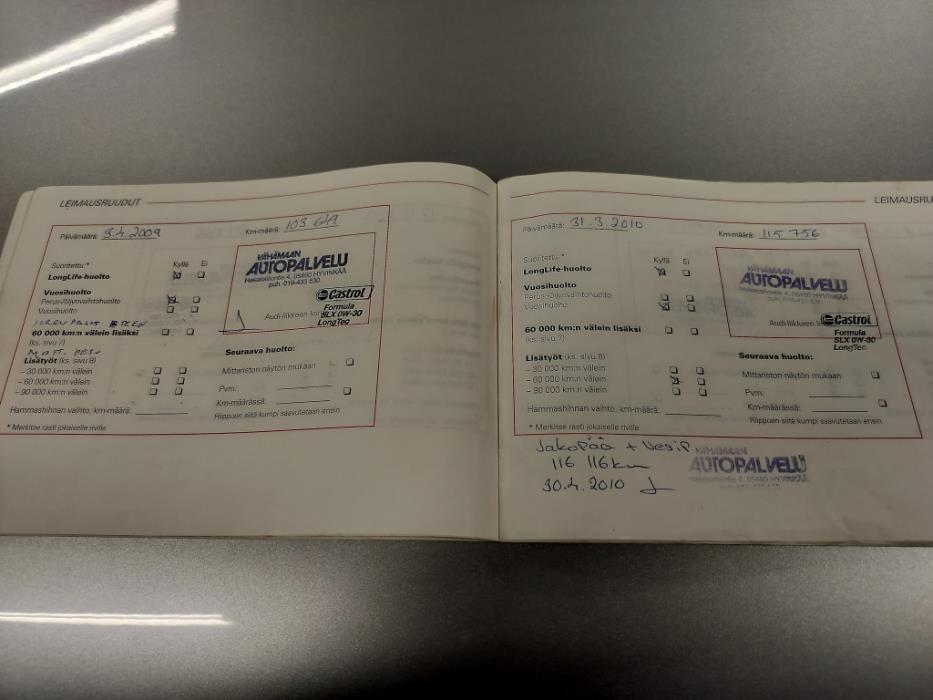 LEIMAUSRUUDUT
Päivämäärä: 3.4.2009
Km-määrä: 103 649
Suoritettu:*
Kyllä Ei
LongLife-huolto
Vuosihuolto
Perus-/öljynvaihtohuolto
Vuosihuolto
60 000 km:n välein lisäksi
(ks. sivu 7)
Lisätyöt (ks. sivu 8)
– 30 000 km:n välein
– 60 000 km:n välein
– 90 000 km:n välein
Hammashihnan vaihto, km-määrä:
* Merkitse rasti jokaiselle riville
VÄHÄMAAN
AUTOPALVELU
05460 HYVINKÄÄ
puh. 019-433 530
Castrol
Formula
SLX 0W-30
LongTec
Audi-liikkeen
Seuraava huolto:
Mittariston näytön mukaan
Pvm:
Km-määrässä:
Riippuen siitä kumpi saavutetaan ensin
LEIMAUSRU
Päivämäärä: 31.3.2010
Km-määrä: 115 756
Suoritettu:*
Kyllä Ei
LongLife-huolto
Vuosihuolto
Perus-/öljynvaihtohuolto
Vuosihuolto
60 000 km:n välein lisäksi
(ks. sivu 7)
Lisätyöt (ks. sivu 8)
– 30 000 km:n välein
– 60 000 km:n välein
– 90 000 km:n välein
Hammashihnan vaihto, km-määrä:
* Merkitse rasti jokaiselle riville
VÄHÄMAAN
AUTOPALVELU
05460 HYVINKÄÄ
Audi-liikkeen
Castrol
Formula
SLX 0W-30
LongTec
Seuraava huolto:
Mittariston näytön mukaan
Pvm:
Km-määrässä:
Riippuen siitä kumpi saavutetaan ensin
Jakopää + Vesip
116 116km
30.4.2010
VÄHÄMAAN
AUTOPALVELU